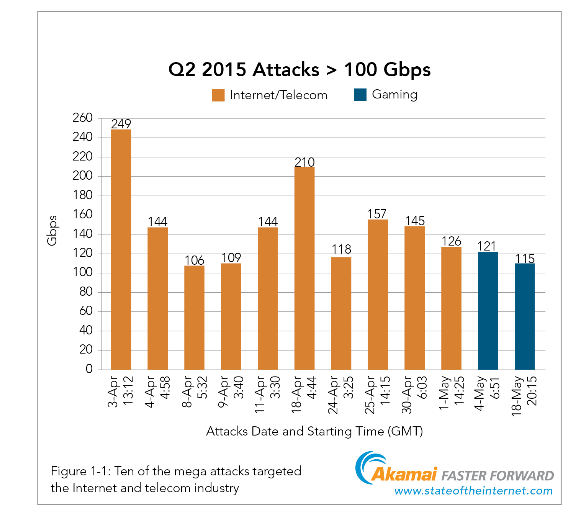 Q2 2015 Attacks > 100 Gbps
Internet/Telecom
Gaming
Gbps
260
240
220
200
180
160
140
120
100
80
60
40
20
0
249
144
106
109
144
210
118
157
145
126
121
115
3-Apr
13:12
4-Apr
4:58
8-Apr
5:32
9-Apr
3:40
11-Apr
3:30
18-Apr
4:44
24-Apr
3:25
25-Apr
14:15
30-Apr
6:03
1-May
14:25
4-May
6:51
18-May
20:15
Attacks Date and Starting Time (GMT)
Figure 1-1: Ten of the mega attacks targeted
the Internet and telecom industry
Akamai FASTER FORWARD
www.stateoftheinternet.com